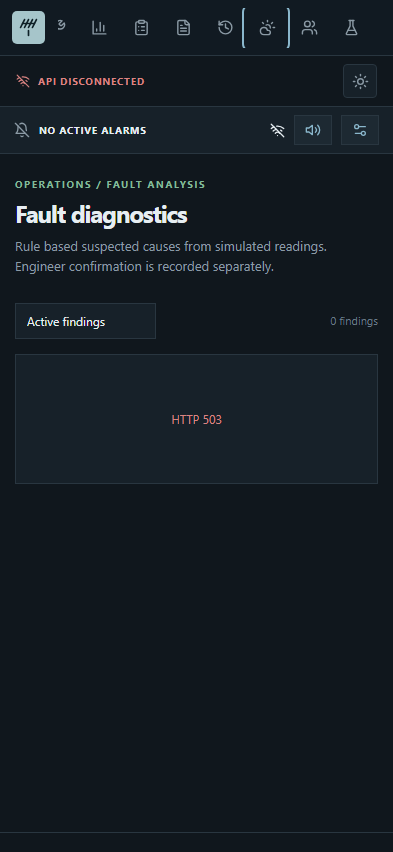 API DISCONNECTED
NO ACTIVE ALARMS
OPERATIONS / FAULT ANALYSIS
Fault diagnostics
Rule based suspected causes from simulated readings.
Engineer confirmation is recorded separately.
Active findings
0 findings
HTTP 503